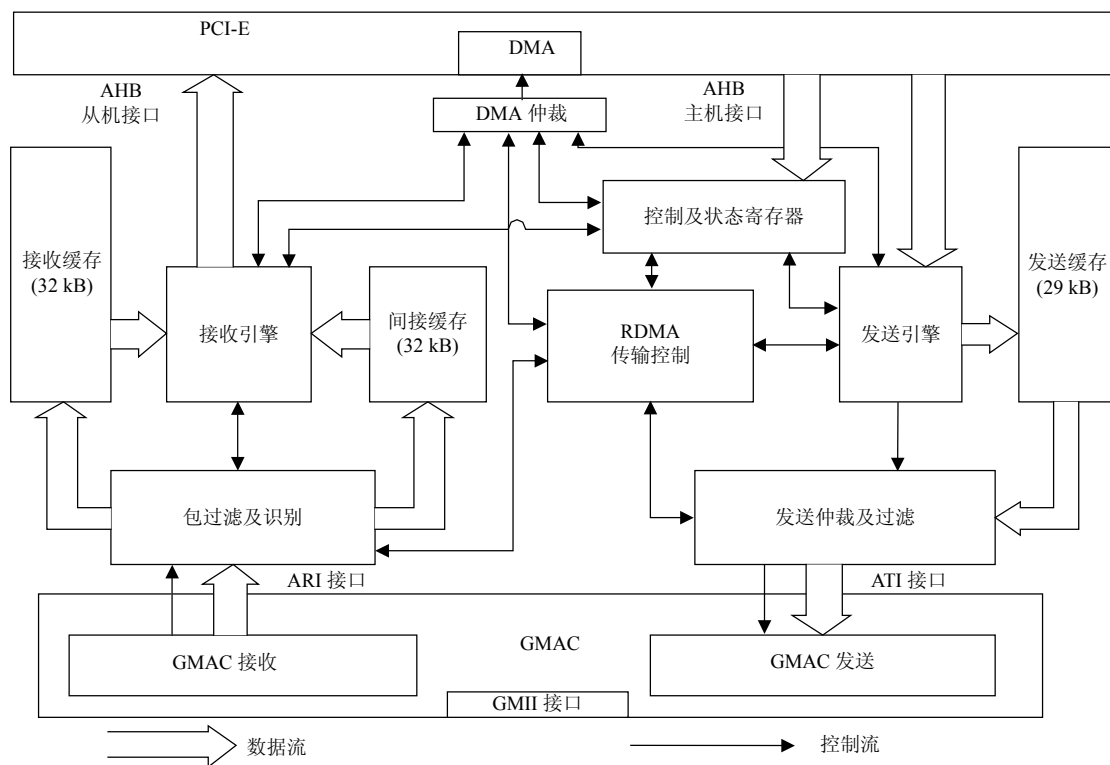 PCI-E
DMA
AHB
从机接口
DMA 仲裁
AHB
主机接口
控制及状态寄存器
接收缓存
(32 kB)
接收引擎
间接缓存
(32 kB)
RDMA
传输控制
发送引擎
发送缓存
(29 kB)
包过滤及识别
发送仲裁及过滤
ARI 接口
ATI 接口
GMAC 接收
GMAC
GMAC 发送
GMII 接口
数据流
控制流